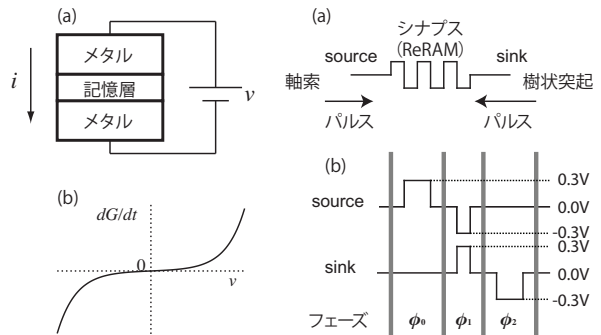 (a)
メタル
記憶層
メタル
i
v
(b)
dG/dt
0
v
(a)
シナプス
(ReRAM)
source
sink
軸索
樹状突起
パルス
パルス
(b)
source
0.3V
0.0V
-0.3V
sink
0.3V
0.0V
-0.3V
フェーズ
ϕ₀
ϕ₁
ϕ₂